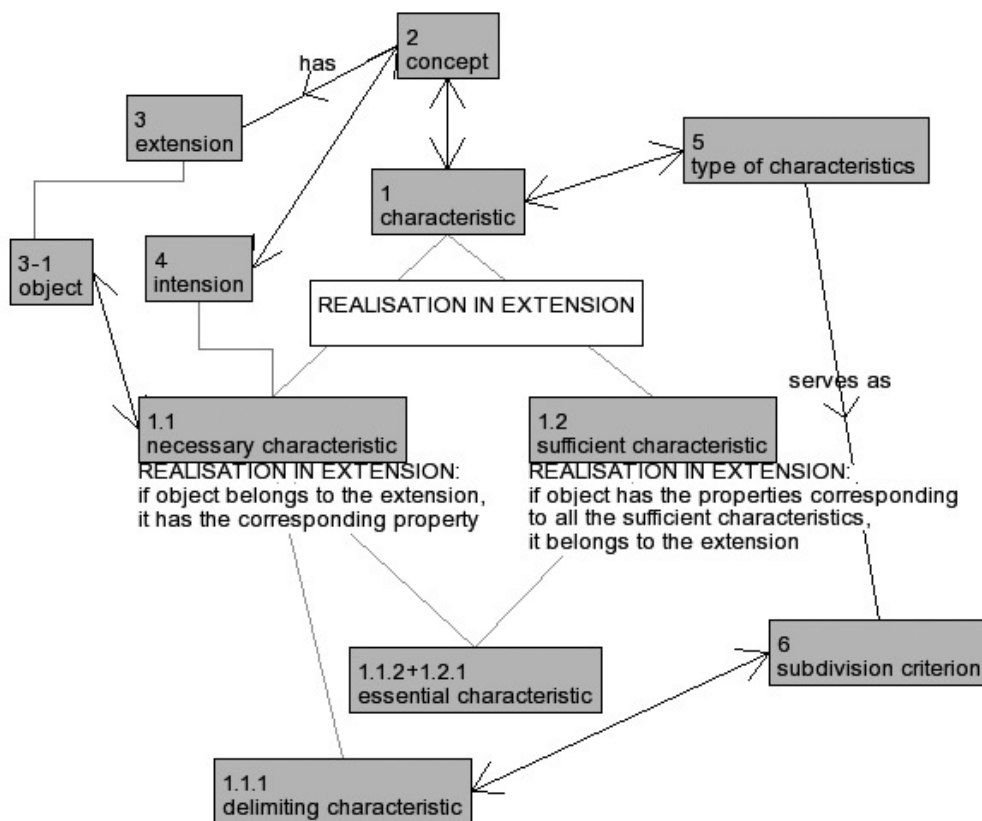 2
concept
has
3
extension
5
type of characteristics
1
characteristic
3-1
object
4
intension
REALISATION IN EXTENSION
serves as
1.1
necessary characteristic
REALISATION IN EXTENSION:
if object belongs to the extension,
it has the corresponding property
1.2
sufficient characteristic
REALISATION IN EXTENSION:
if object has the properties corresponding
to all the sufficient characteristics,
it belongs to the extension
6
subdivision criterion
1.1.2+1.2.1
essential characteristic
1.1.1
delimiting characteristic